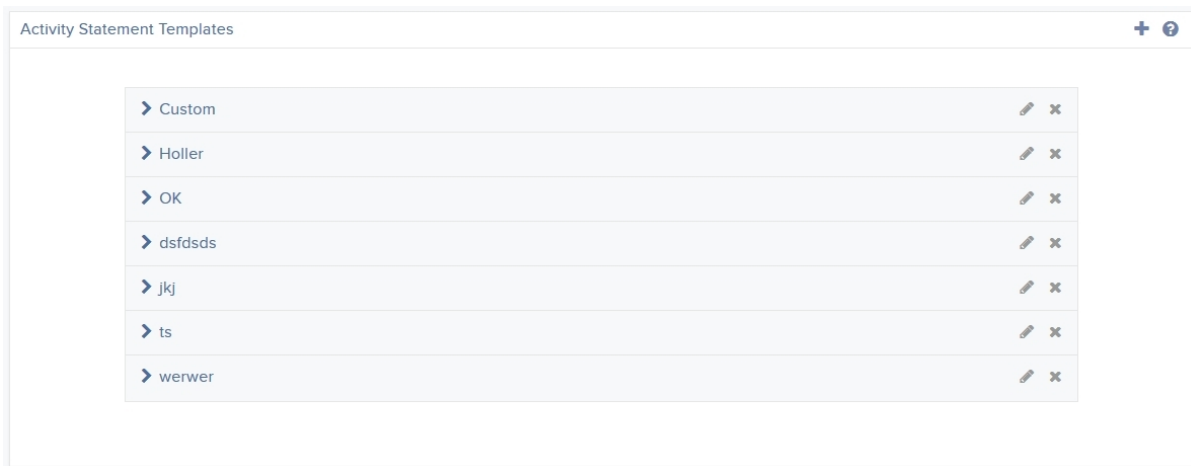 Activity Statement Templates
Custom
Holler
OK
dsfdsds
jkj
ts
werwer